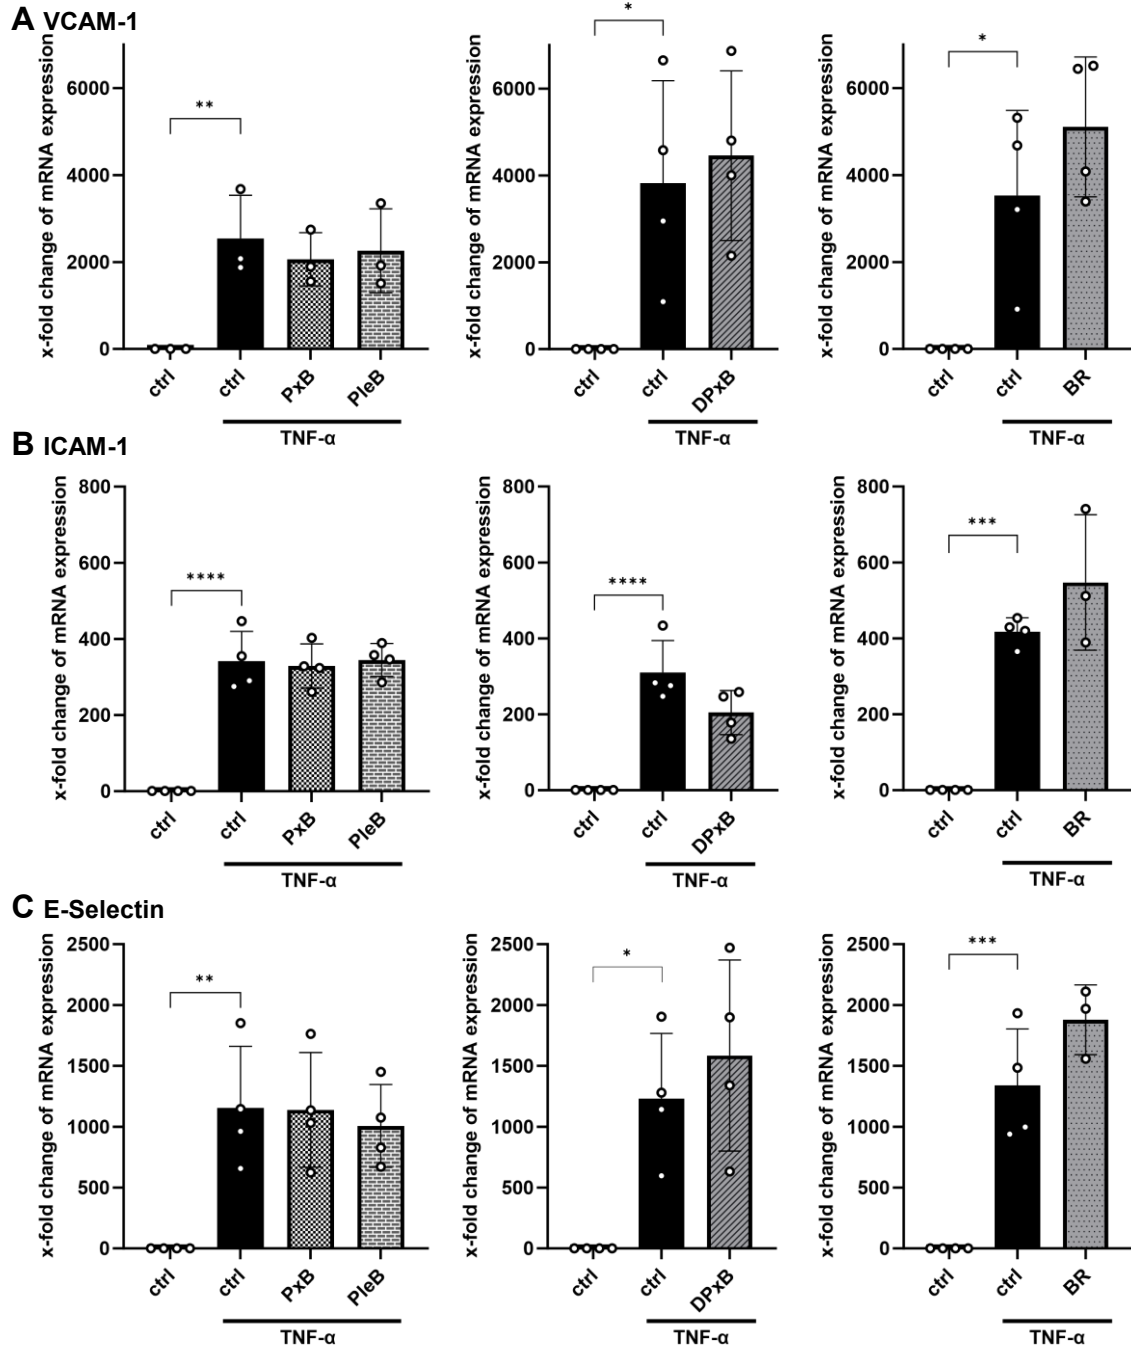 A VCAM-1
x-fold change of mRNA expression
6000
4000
2000
0
**
ctrl
ctrl
PxB
PleB
TNF-α
x-fold change of mRNA expression
6000
4000
2000
0
*
ctrl
ctrl
DPxB
TNF-α
x-fold change of mRNA expression
6000
4000
2000
0
*
ctrl
ctrl
BR
TNF-α
B ICAM-1
x-fold change of mRNA expression
800
600
400
200
0
****
ctrl
ctrl
PxB
PleB
TNF-α
x-fold change of mRNA expression
800
600
400
200
0
****
ctrl
ctrl
DPxB
TNF-α
x-fold change of mRNA expression
800
600
400
200
0
***
ctrl
ctrl
BR
TNF-α
C E-Selectin
x-fold change of mRNA expression
2500
2000
1500
1000
500
0
**
ctrl
ctrl
PxB
PleB
TNF-α
x-fold change of mRNA expression
2500
2000
1500
1000
500
0
*
ctrl
ctrl
DPxB
TNF-α
x-fold change of mRNA expression
2500
2000
1500
1000
500
0
***
ctrl
ctrl
BR
TNF-α